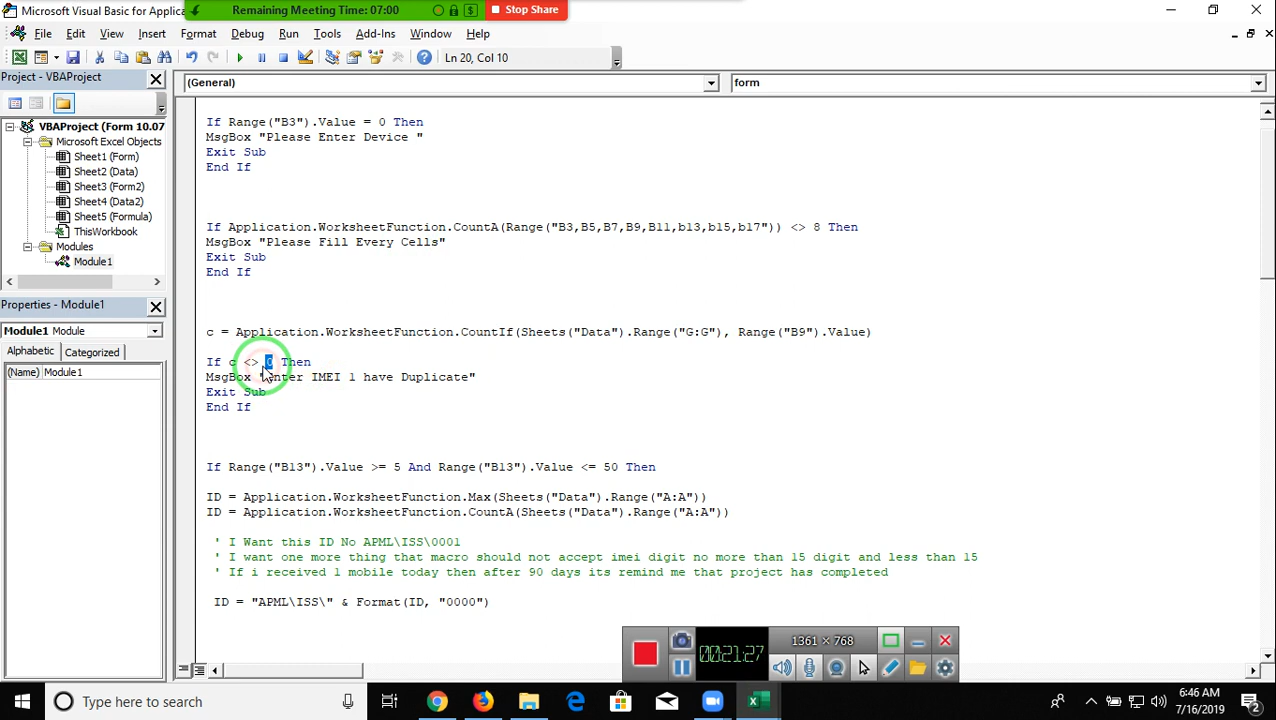 Microsoft Visual Basic for Applic
Remaining Meeting Time: 07:00
Stop Share
File Edit View Insert Format Debug Run Tools Add-Ins Window Help
Ln 20, Col 10
Project - VBAProject
(General)
form
VBAProject (Form 10.07
Microsoft Excel Objects
Sheet1 (Form)
Sheet2 (Data)
Sheet3 (Form2)
Sheet4 (Data2)
Sheet5 (Formula)
ThisWorkbook
Modules
Module1
Properties - Module1
Module1 Module
Alphabetic Categorized
(Name) Module1
If Range("B3").Value = 0 Then
MsgBox "Please Enter Device "
Exit Sub
End If
If Application.WorksheetFunction.CountA(Range("B3,B5,B7,B9,B11,b13,b15,b17")) <> 8 Then
MsgBox "Please Fill Every Cells"
Exit Sub
End If
c = Application.WorksheetFunction.CountIf(Sheets("Data").Range("G:G"), Range("B9").Value)
If c <> 0 Then
MsgBox "Enter IMEI 1 have Duplicate"
Exit Sub
End If
If Range("B13").Value >= 5 And Range("B13").Value <= 50 Then
ID = Application.WorksheetFunction.Max(Sheets("Data").Range("A:A"))
ID = Application.WorksheetFunction.CountA(Sheets("Data").Range("A:A"))
' I Want this ID No APML\ISS\0001
' I want one more thing that macro should not accept imei digit no more than 15 digit and less than 15
' If i received 1 mobile today then after 90 days its remind me that project has completed
ID = "APML\ISS\" & Format(ID, "0000")
00:21:27
1361 × 768
Type here to search
6:46 AM
7/16/2019
2